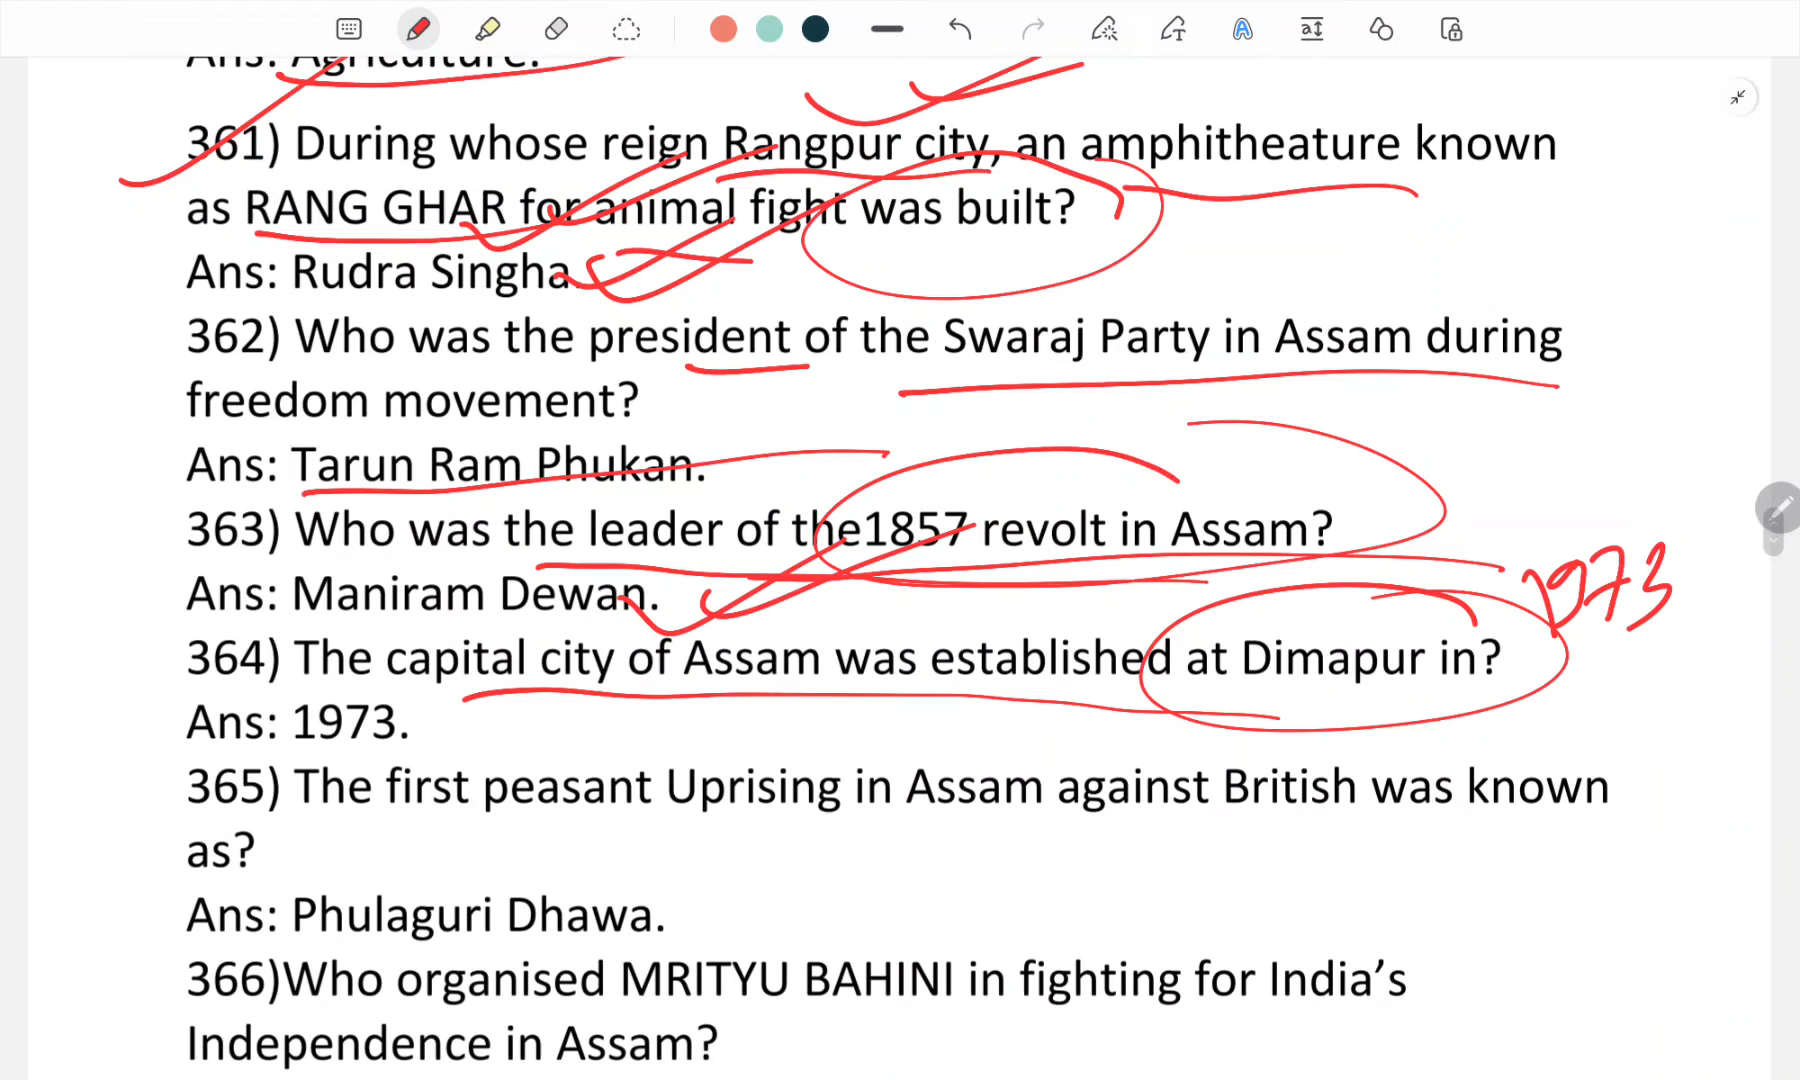 Ans: Agriculture.
361) During whose reign Rangpur city, an amphitheature known
as RANG GHAR for animal fight was built?
Ans: Rudra Singha.
362) Who was the president of the Swaraj Party in Assam during
freedom movement?
Ans: Tarun Ram Phukan.
363) Who was the leader of the1857 revolt in Assam?
Ans: Maniram Dewan.
1973
364) The capital city of Assam was established at Dimapur in?
Ans: 1973.
365) The first peasant Uprising in Assam against British was known
as?
Ans: Phulaguri Dhawa.
366)Who organised MRITYU BAHINI in fighting for India’s
Independence in Assam?